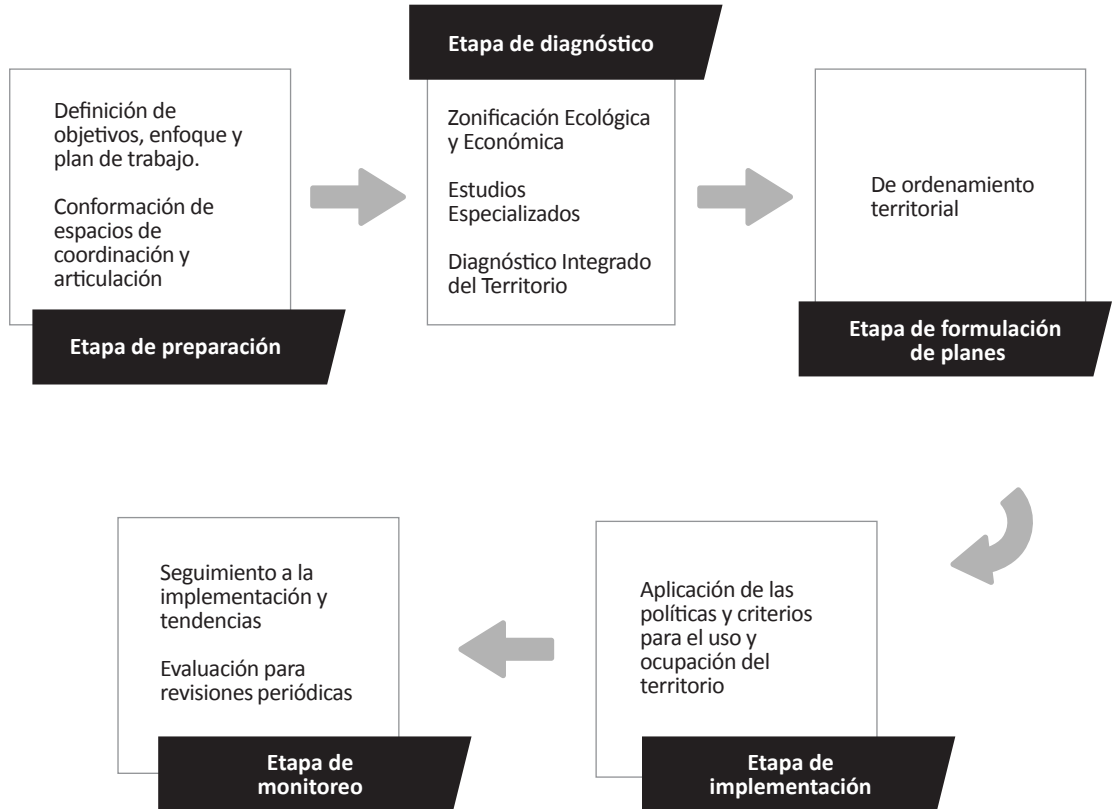 Definición de
objetivos, enfoque y
plan de trabajo.
Conformación de
espacios de
coordinación y
articulación
Etapa de preparación
Etapa de diagnóstico
Zonificación Ecológica
y Económica
Estudios
Especializados
Diagnóstico Integrado
del Territorio
De ordenamiento
territorial
Etapa de formulación
de planes
Aplicación de las
políticas y criterios
para el uso y
ocupación del
territorio
Etapa de
implementación
Seguimiento a la
implementación y
tendencias
Evaluación para
revisiones periódicas
Etapa de
monitoreo